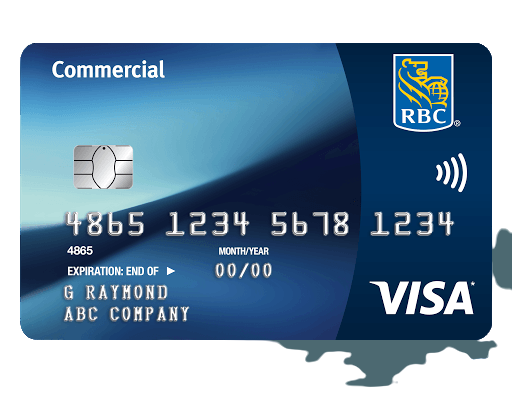 Commercial
RBC®
4865 1234 5678 1234
4865
MONTH/YEAR
EXPIRATION: END OF ► 00/00
G RAYMOND
ABC COMPANY
VISA